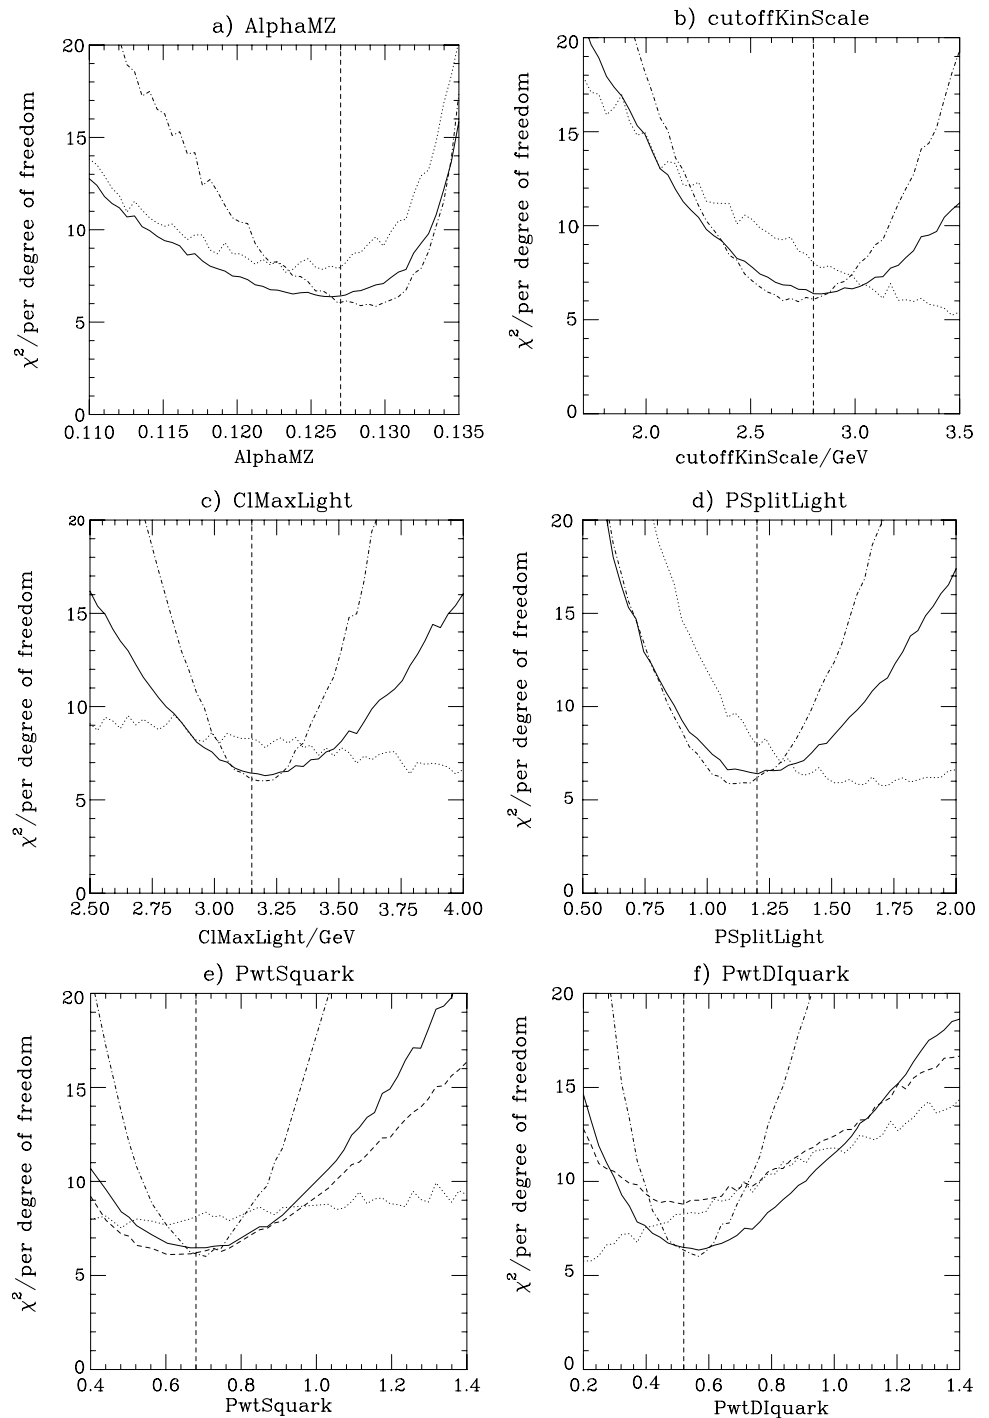 a) AlphaMZ
20
15
10
5
0
χ²/per degree of freedom
0.110 0.115 0.120 0.125 0.130 0.135
AlphaMZ
b) cutoffKinScale
20
15
10
5
0
χ²/per degree of freedom
2.0 2.5 3.0 3.5
cutoffKinScale/GeV
c) ClMaxLight
20
15
10
5
0
χ²/per degree of freedom
2.50 2.75 3.00 3.25 3.50 3.75 4.00
ClMaxLight/GeV
d) PSplitLight
20
15
10
5
0
χ²/per degree of freedom
0.50 0.75 1.00 1.25 1.50 1.75 2.00
PSplitLight
e) PwtSquark
20
15
10
5
0
χ²/per degree of freedom
0.4 0.6 0.8 1.0 1.2 1.4
PwtSquark
f) PwtDIquark
20
15
10
5
0
χ²/per degree of freedom
0.2 0.4 0.6 0.8 1.0 1.2 1.4
PwtDIquark